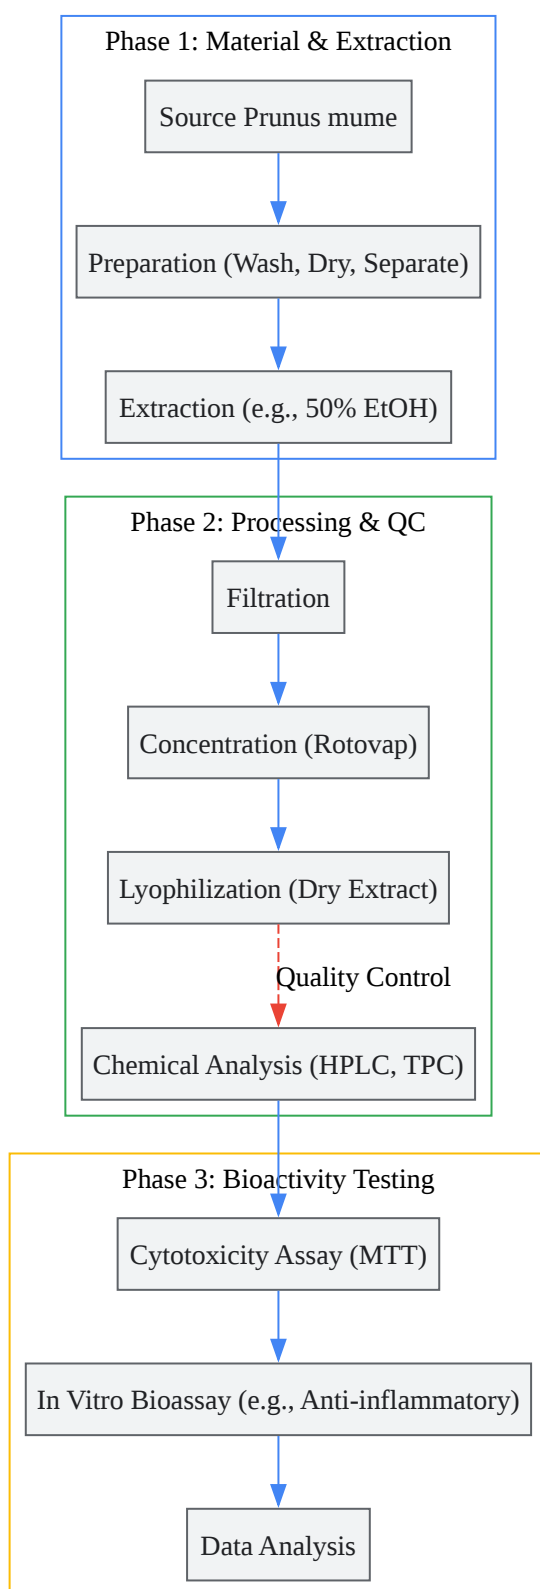 Phase 1: Material & Extraction
Source Prunus mume
Preparation (Wash, Dry, Separate)
Extraction (e.g., 50% EtOH)
Phase 2: Processing & QC
Filtration
Concentration (Rotovap)
Lyophilization (Dry Extract)
Quality Control
Chemical Analysis (HPLC, TPC)
Phase 3: Bioactivity Testing
Cytotoxicity Assay (MTT)
In Vitro Bioassay (e.g., Anti-inflammatory)
Data Analysis